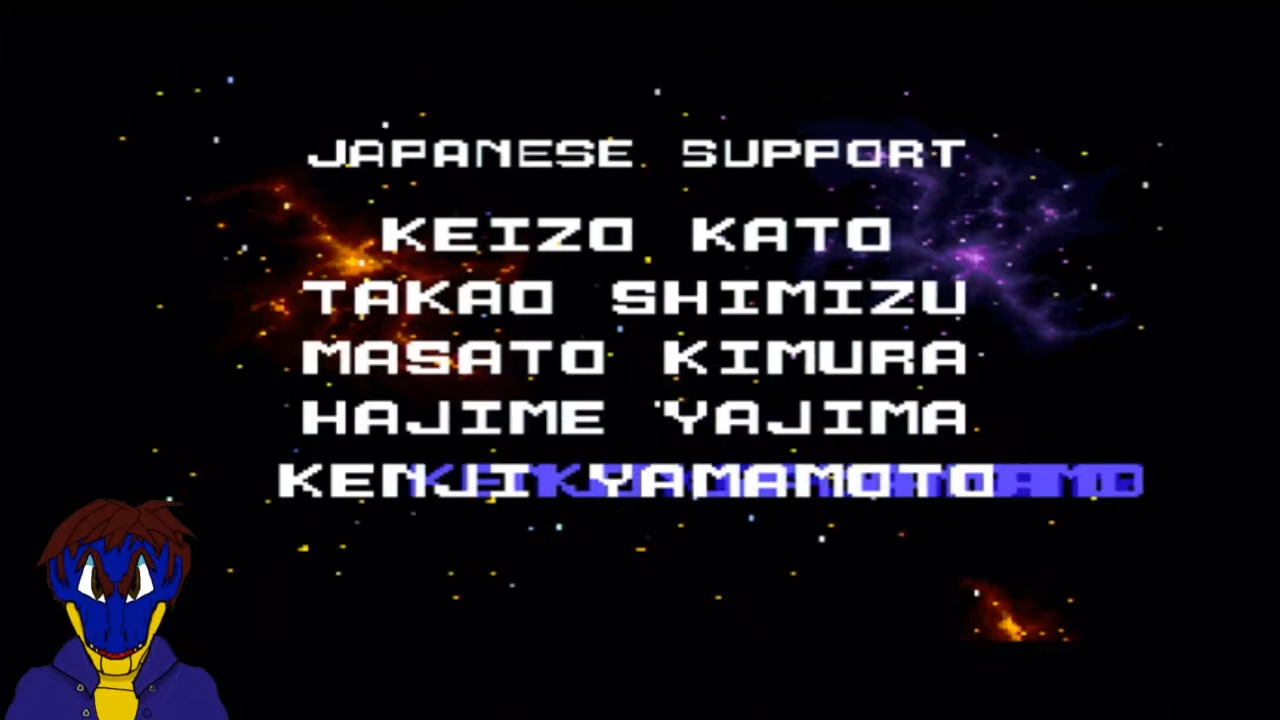 JAPANESE SUPPORT
KEIZO KATO
TAKAO SHIMIZU
MASATO KIMURA
HAJIME YAJIMA
KENJI YAMAMOTO